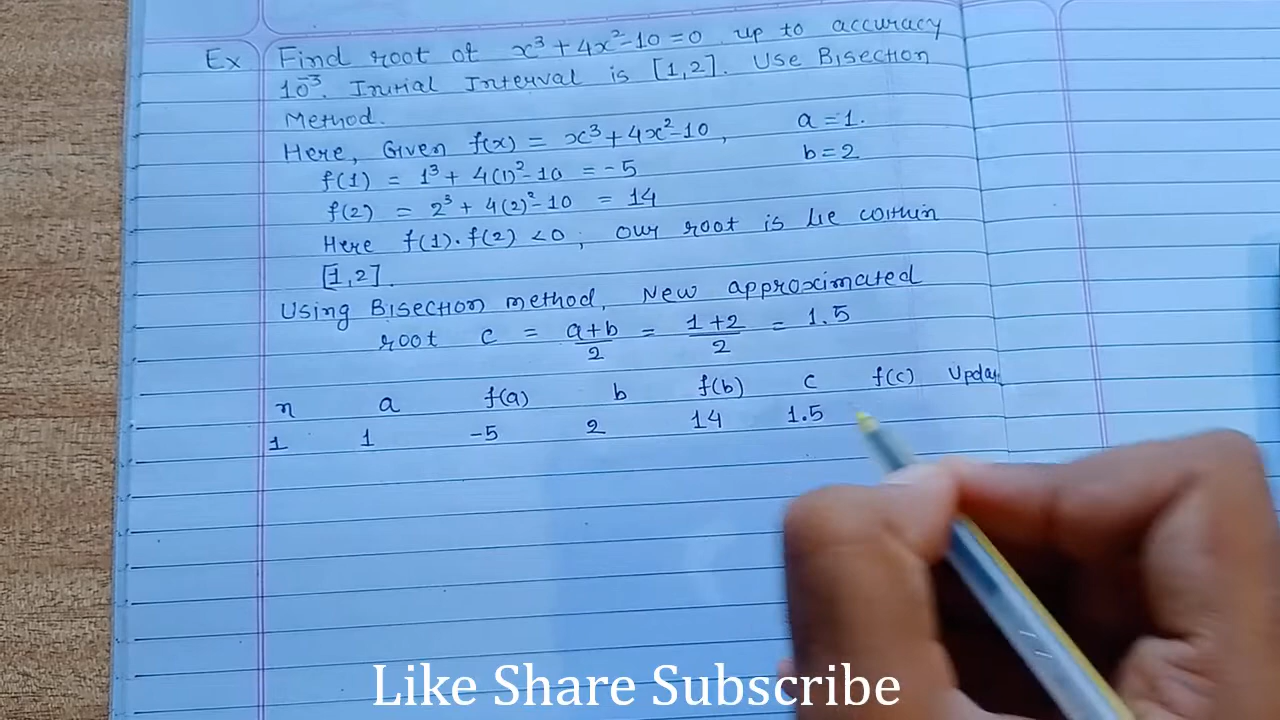 Ex Find root of x³ + 4x² - 10 = 0 up to accuracy
10⁻³. Initial Interval is [1,2]. Use Bisection
Method.
Here, Given f(x) = x³ + 4x² - 10, a = 1.
f(1) = 1³ + 4(1)² - 10 = -5 b = 2
f(2) = 2³ + 4(2)² - 10 = 14
Here f(1).f(2) < 0; our root is lie within
[1,2].
Using Bisection method, New approximated
root c = a+b/2 = 1+2/2 = 1.5
n a f(a) b f(b) c f(c)
1 1 -5 2 14 1.5
Like Share Subscribe